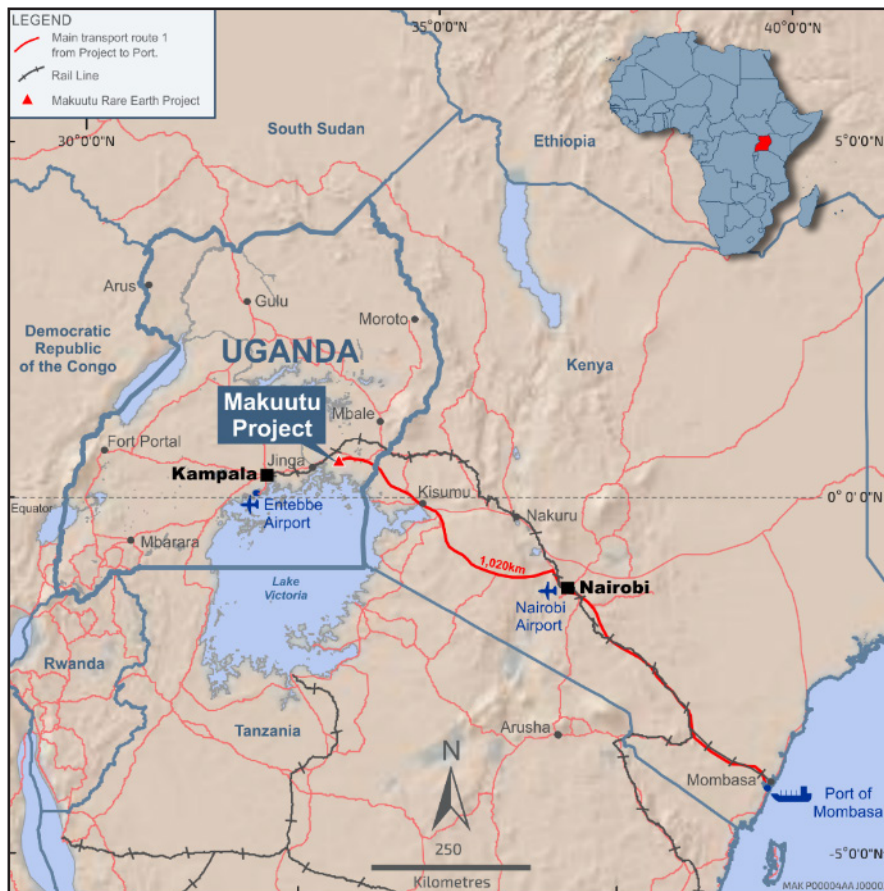 LEGEND
Main transport route 1
from Project to Port.
Rail Line
Makuutu Rare Earth Project
35°0'0"N
40°0'0"N
30°0'0"N
5°0'0"N
South Sudan
Ethiopia
Arus
Gulu
Moroto
Democratic
Republic
of the Congo
UGANDA
Kenya
Makuutu
Project
Mbale
Fort Portal
Jinga
Kampala
Kisumu
0°0'0"N
Equator
Entebbe
Airport
Nakuru
Mbarara
1,020km
Lake
Victoria
Nairobi
Nairobi
Airport
Rwanda
Tanzania
Arusha
N
Mombasa
Port of
Mombasa
250
Kilometres
-5°0'0"N